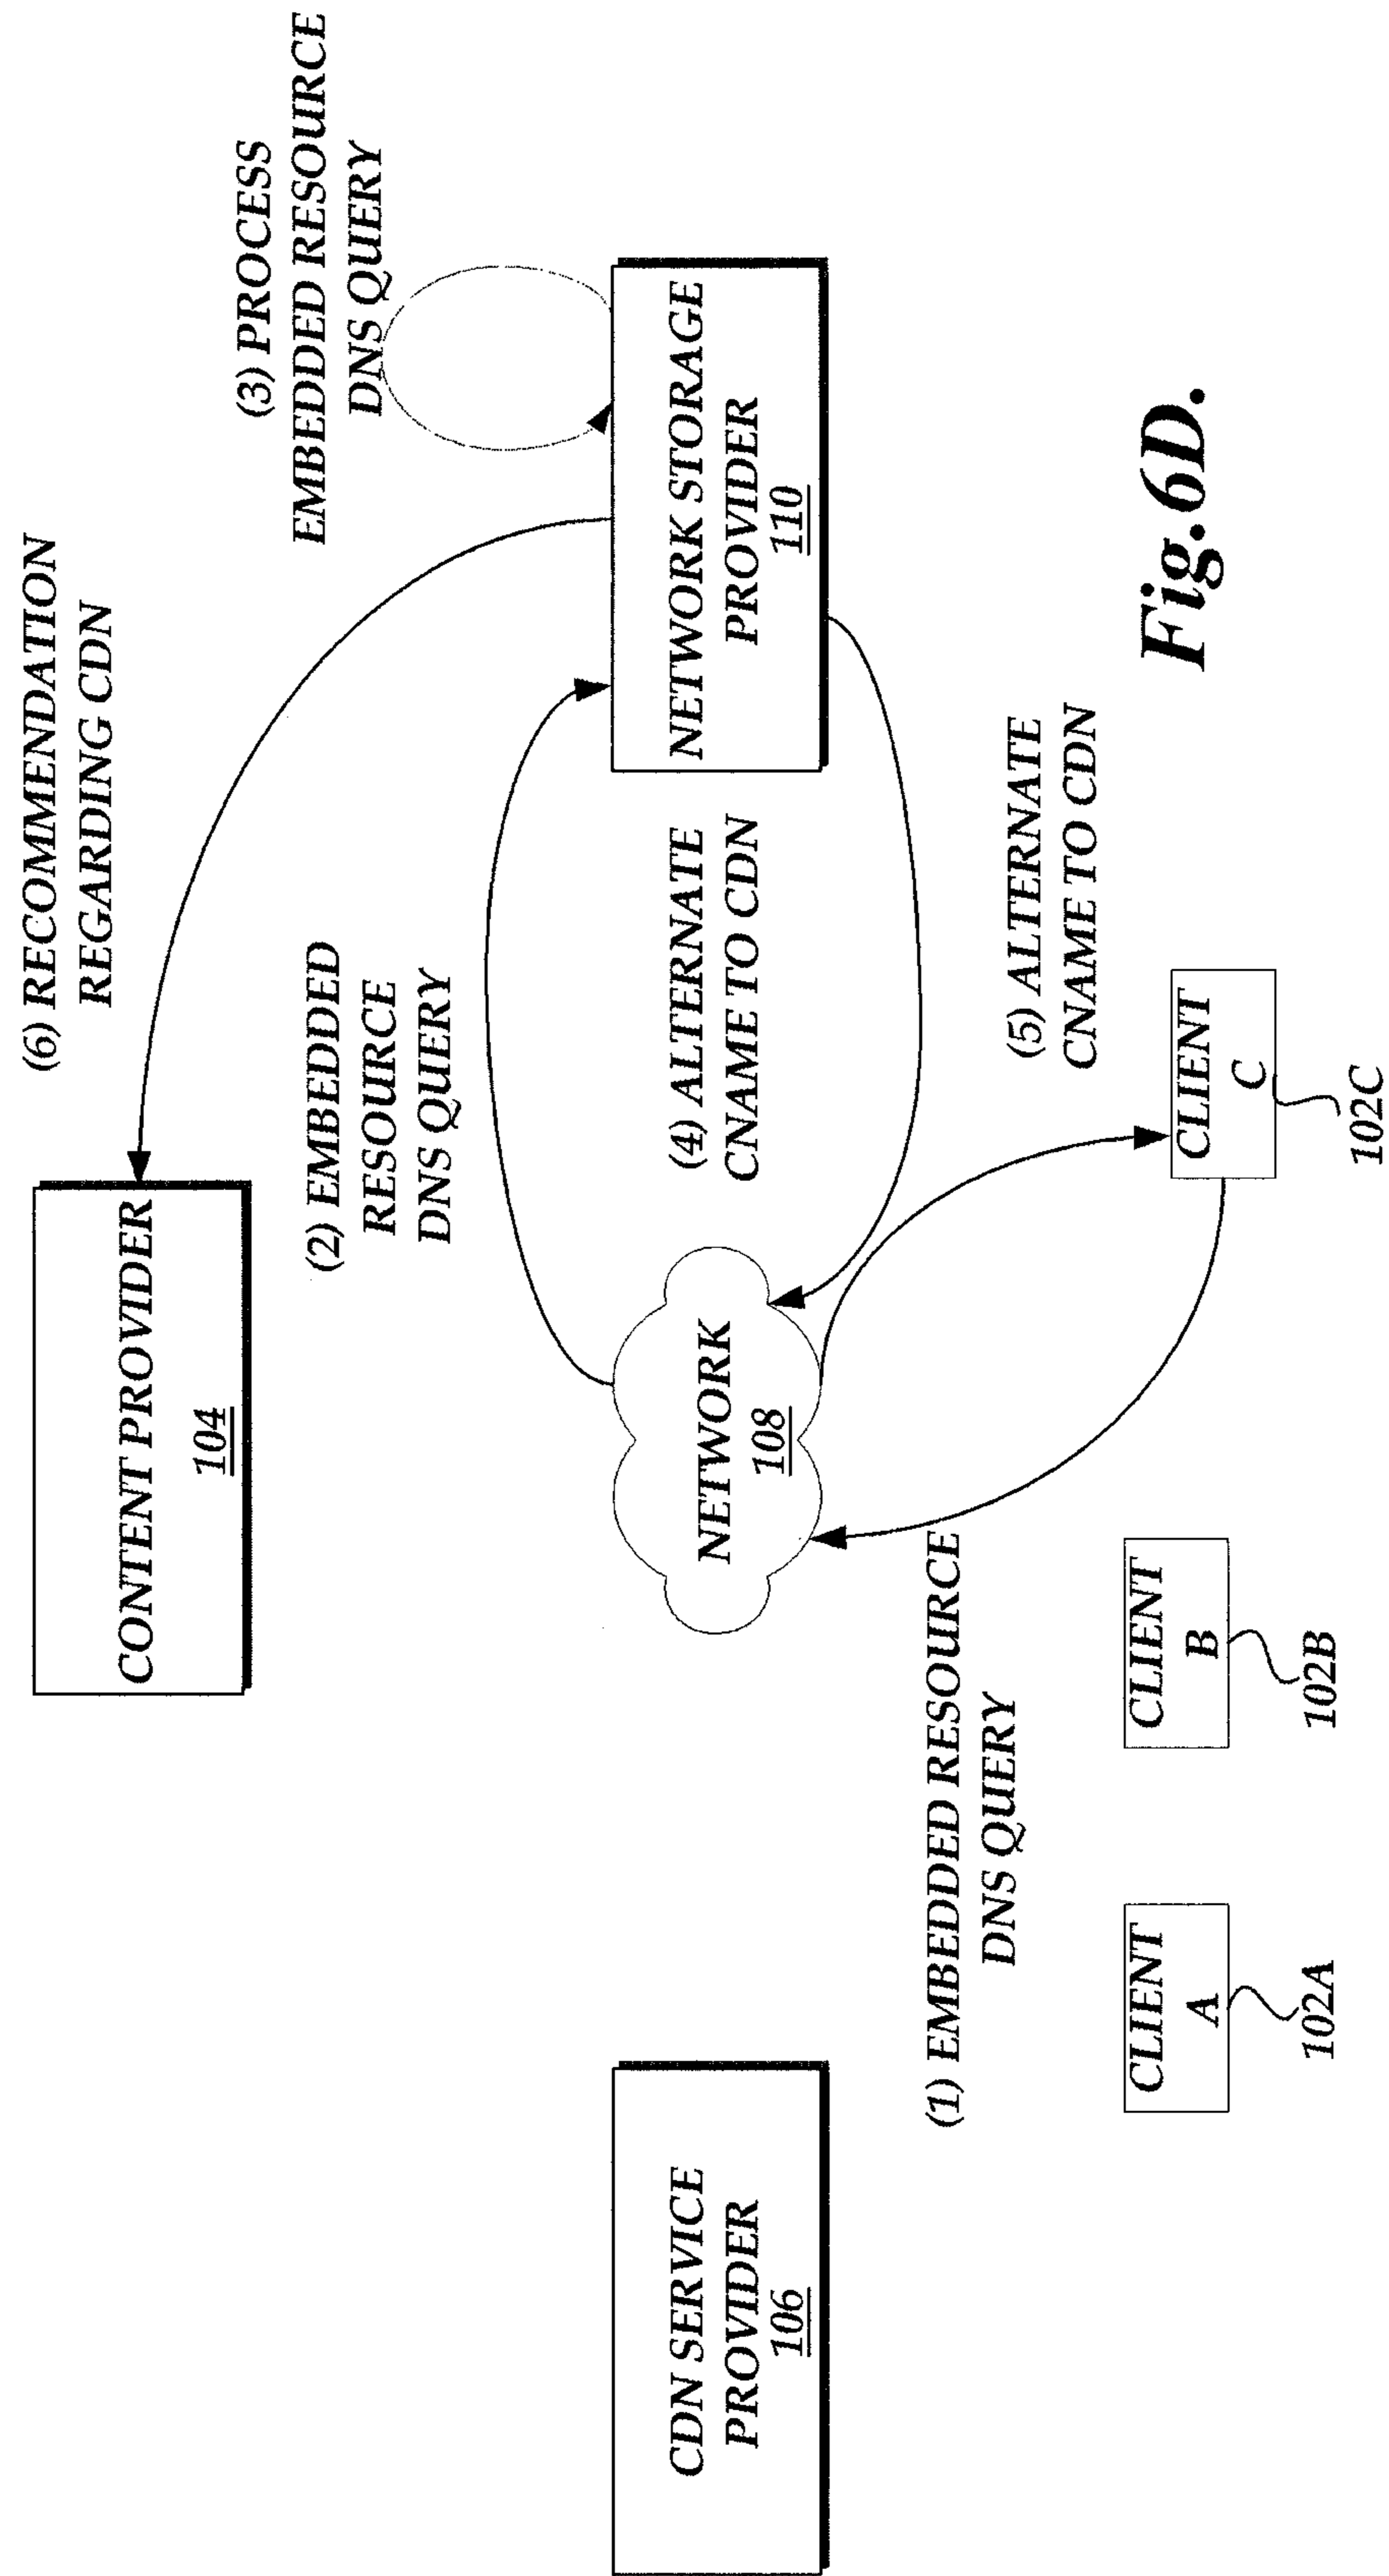 (6) RECOMMENDATION
REGARDING CDN
CONTENT PROVIDER
104
(3) PROCESS
EMBEDDED RESOURCE
DNS QUERY
(2) EMBEDDED
RESOURCE
DNS QUERY
CDN SERVICE
PROVIDER
106
NETWORK
108
(4) ALTERNATE
CNAME TO CDN
NETWORK STORAGE
PROVIDER
110
(1) EMBEDDED RESOURCE
DNS QUERY
(5) ALTERNATE
CNAME TO CDN
CLIENT
A
102A
CLIENT
B
102B
CLIENT
C
102C
Fig.6D.